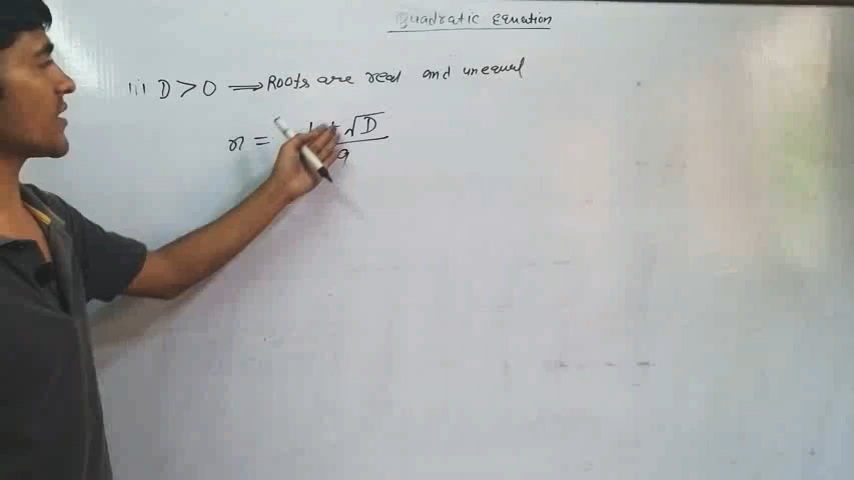 Quadratic Equation
iii D > 0 ⟹ Roots are real and unequal
x = ± √D
a